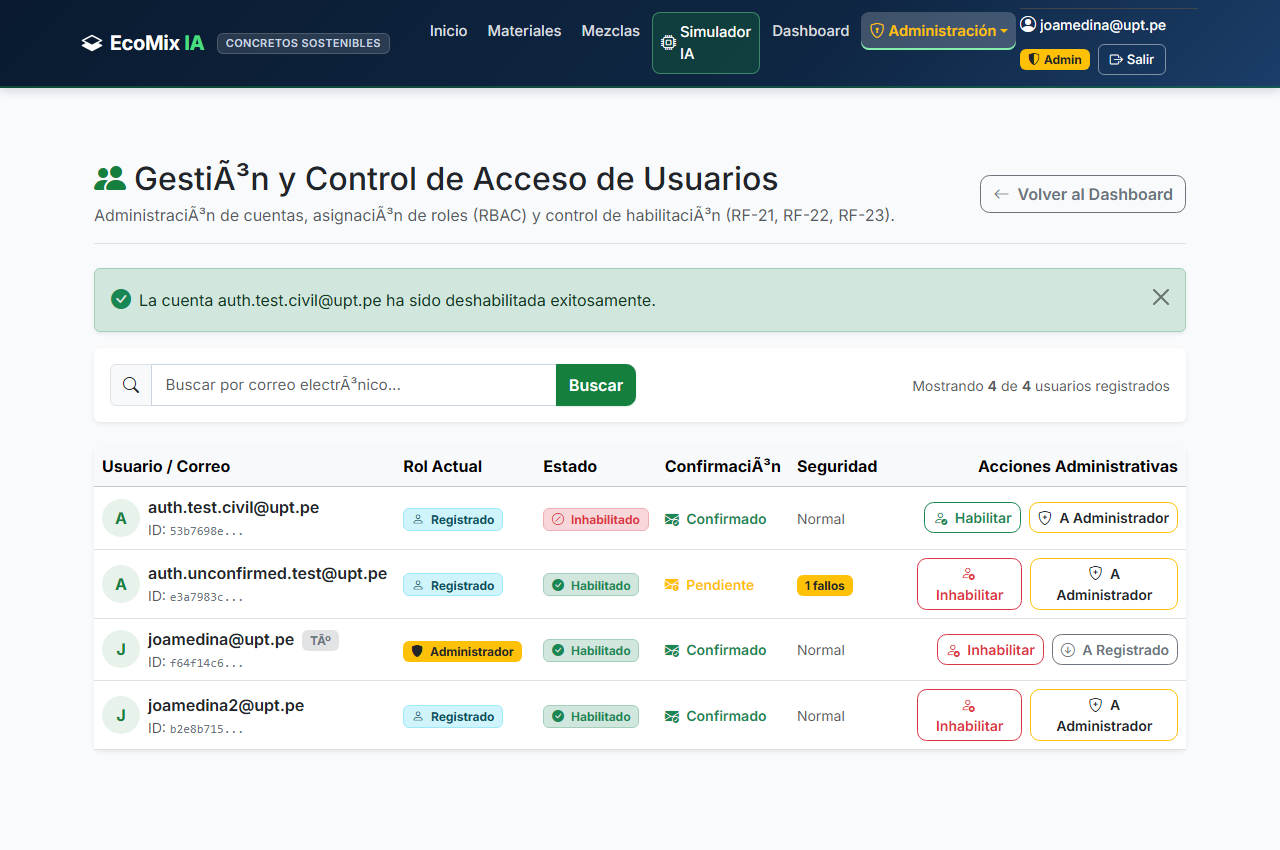 EcoMix IA CONCRETOS SOSTENIBLES
Inicio
Materiales
Mezclas
Simulador
IA
Dashboard
Administración
joamedina@upt.pe
Admin
Salir
GestiÃ³n y Control de Acceso de Usuarios
AdministraciÃ³n de cuentas, asignaciÃ³n de roles (RBAC) y control de habilitaciÃ³n (RF-21, RF-22, RF-23).
Volver al Dashboard
La cuenta auth.test.civil@upt.pe ha sido deshabilitada exitosamente.
Buscar por correo electrÃ³nico...
Buscar
Mostrando 4 de 4 usuarios registrados
Usuario / Correo Rol Actual Estado ConfirmaciÃ³n Seguridad Acciones Administrativas
A auth.test.civil@upt.pe
ID: 53b7698e...
Registrado Inhabilitado Confirmado Normal Habilitar A Administrador
A auth.unconfirmed.test@upt.pe
ID: e3a7983c...
Registrado Habilitado Pendiente 1 fallos
Inhabilitar
A
Administrador
J joamedina@upt.pe TÃº
ID: f64f14c6...
Administrador Habilitado Confirmado Normal Inhabilitar A Registrado
J joamedina2@upt.pe
ID: b2e8b715...
Registrado Habilitado Confirmado Normal
Inhabilitar
A
Administrador